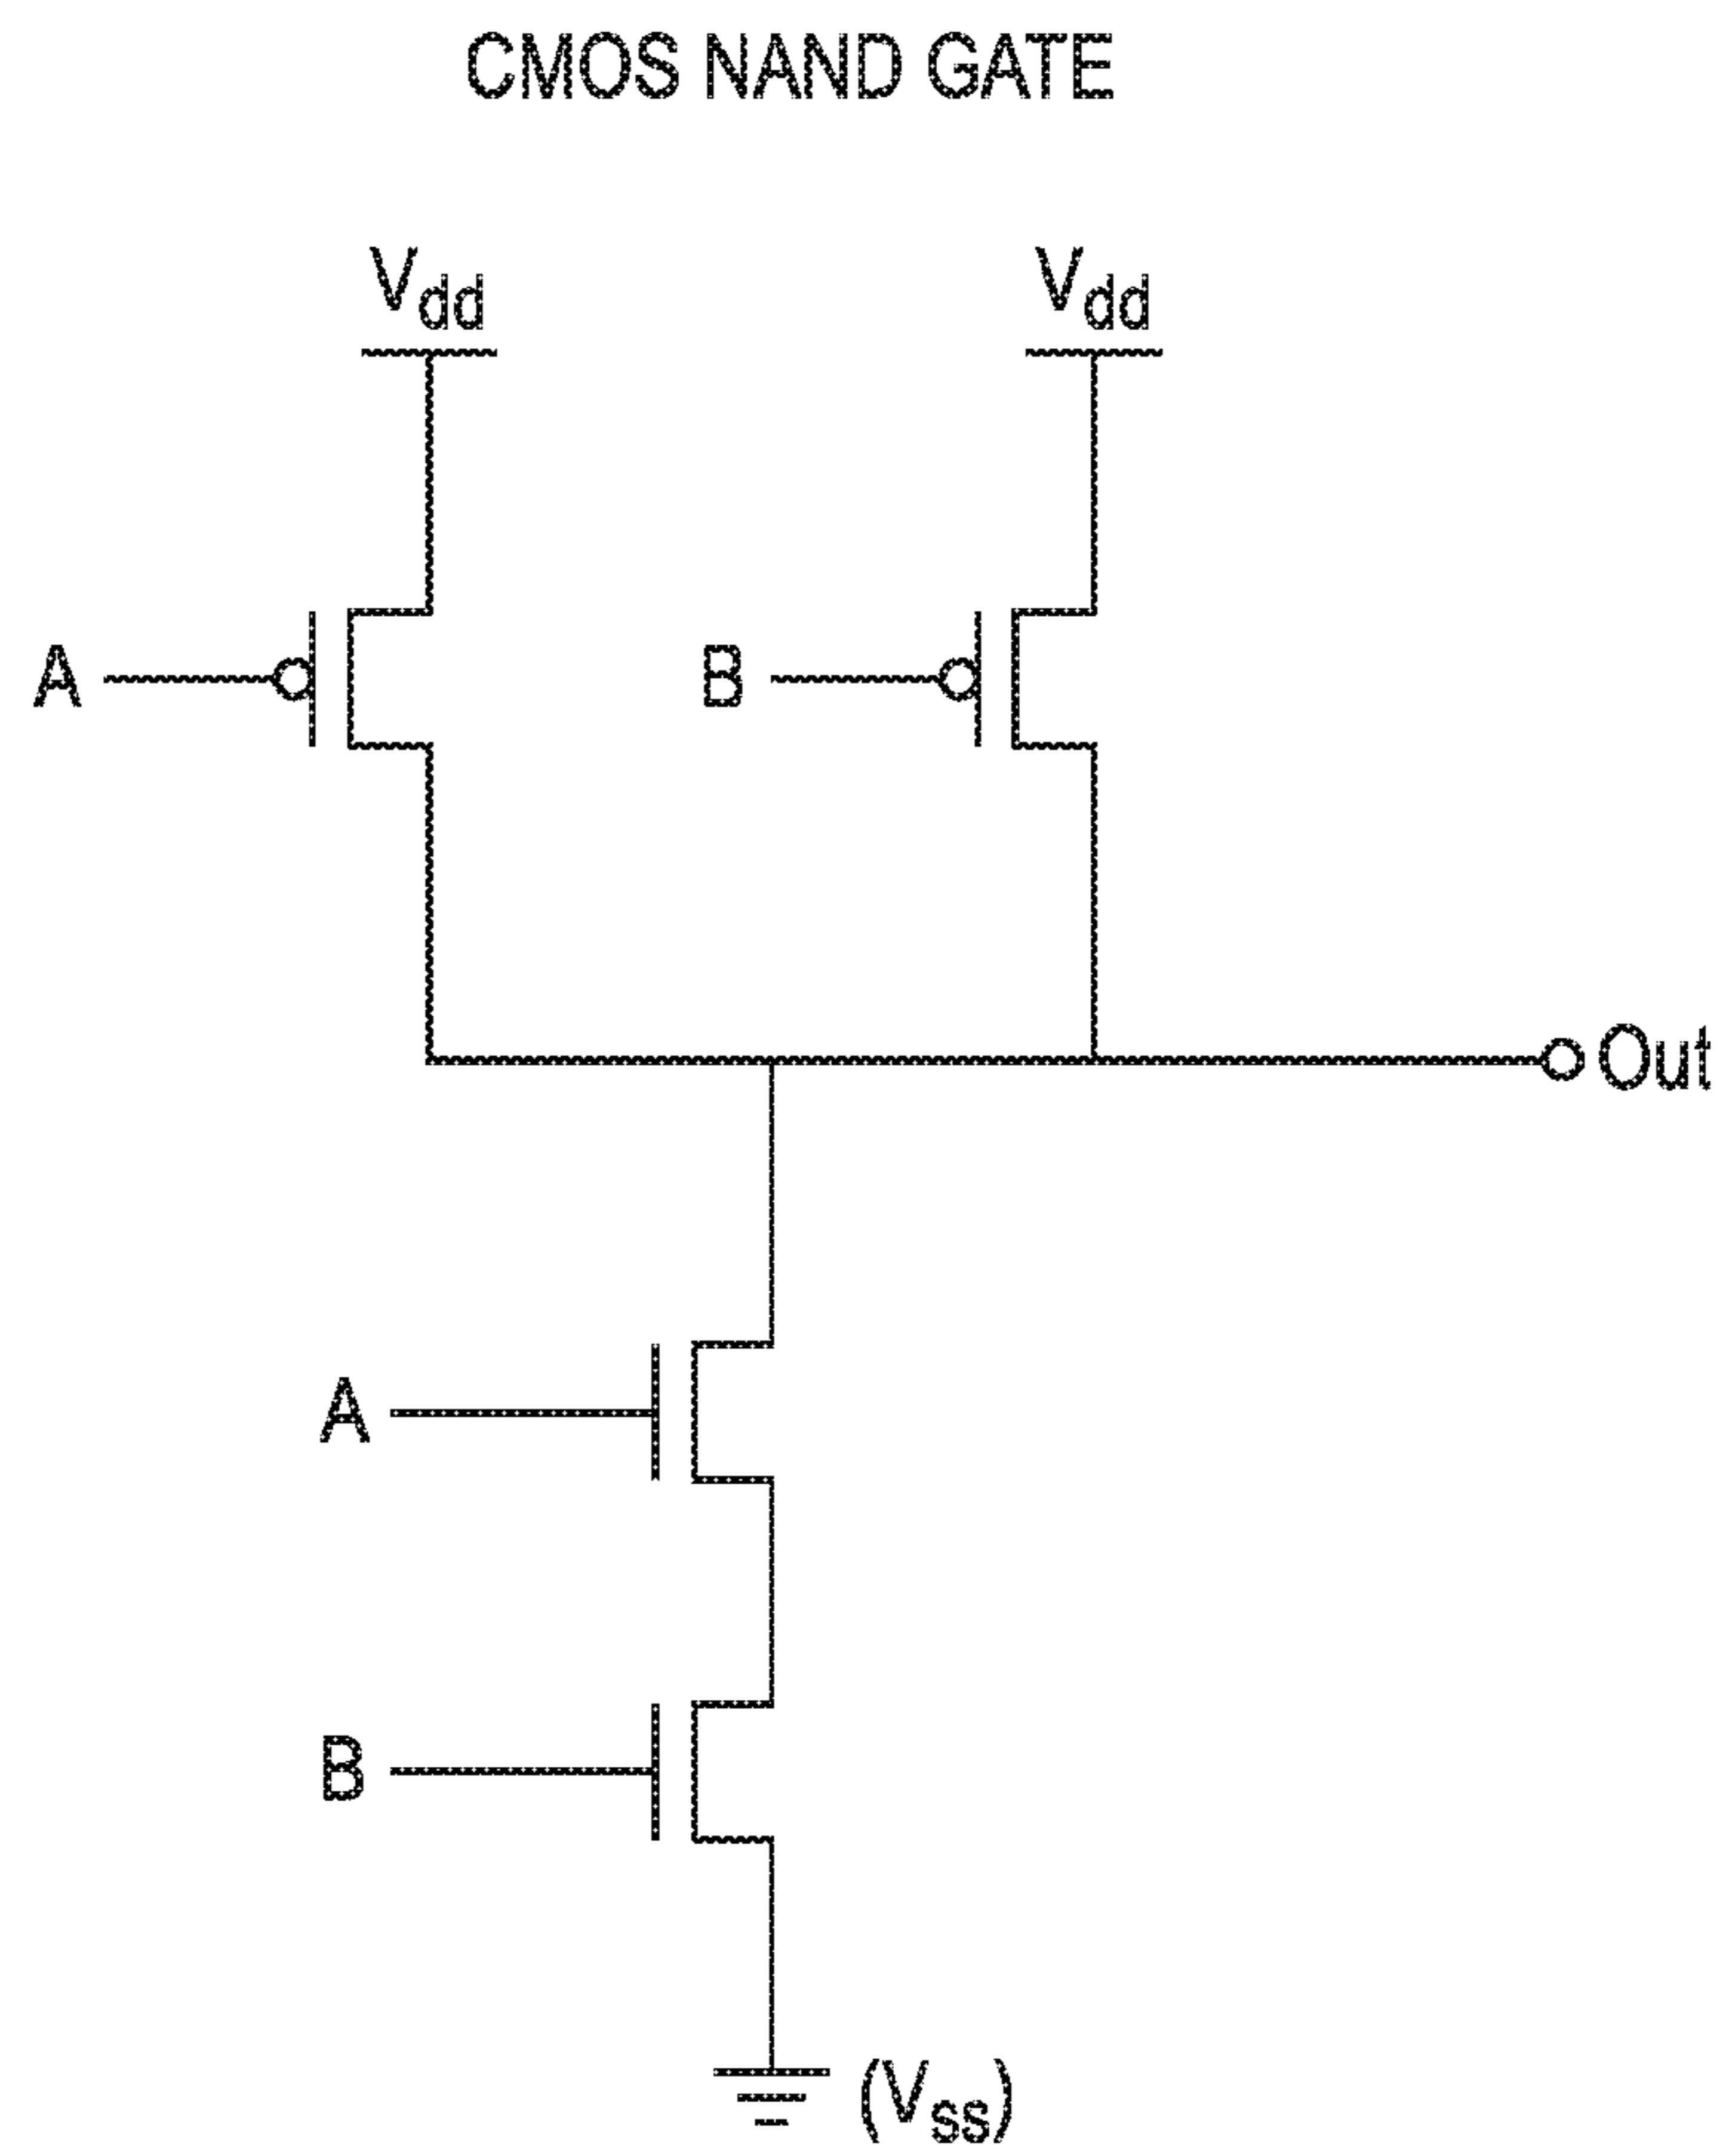 CMOS NAND GATE
Vdd Vdd
A B
Out
A
B
(Vss)